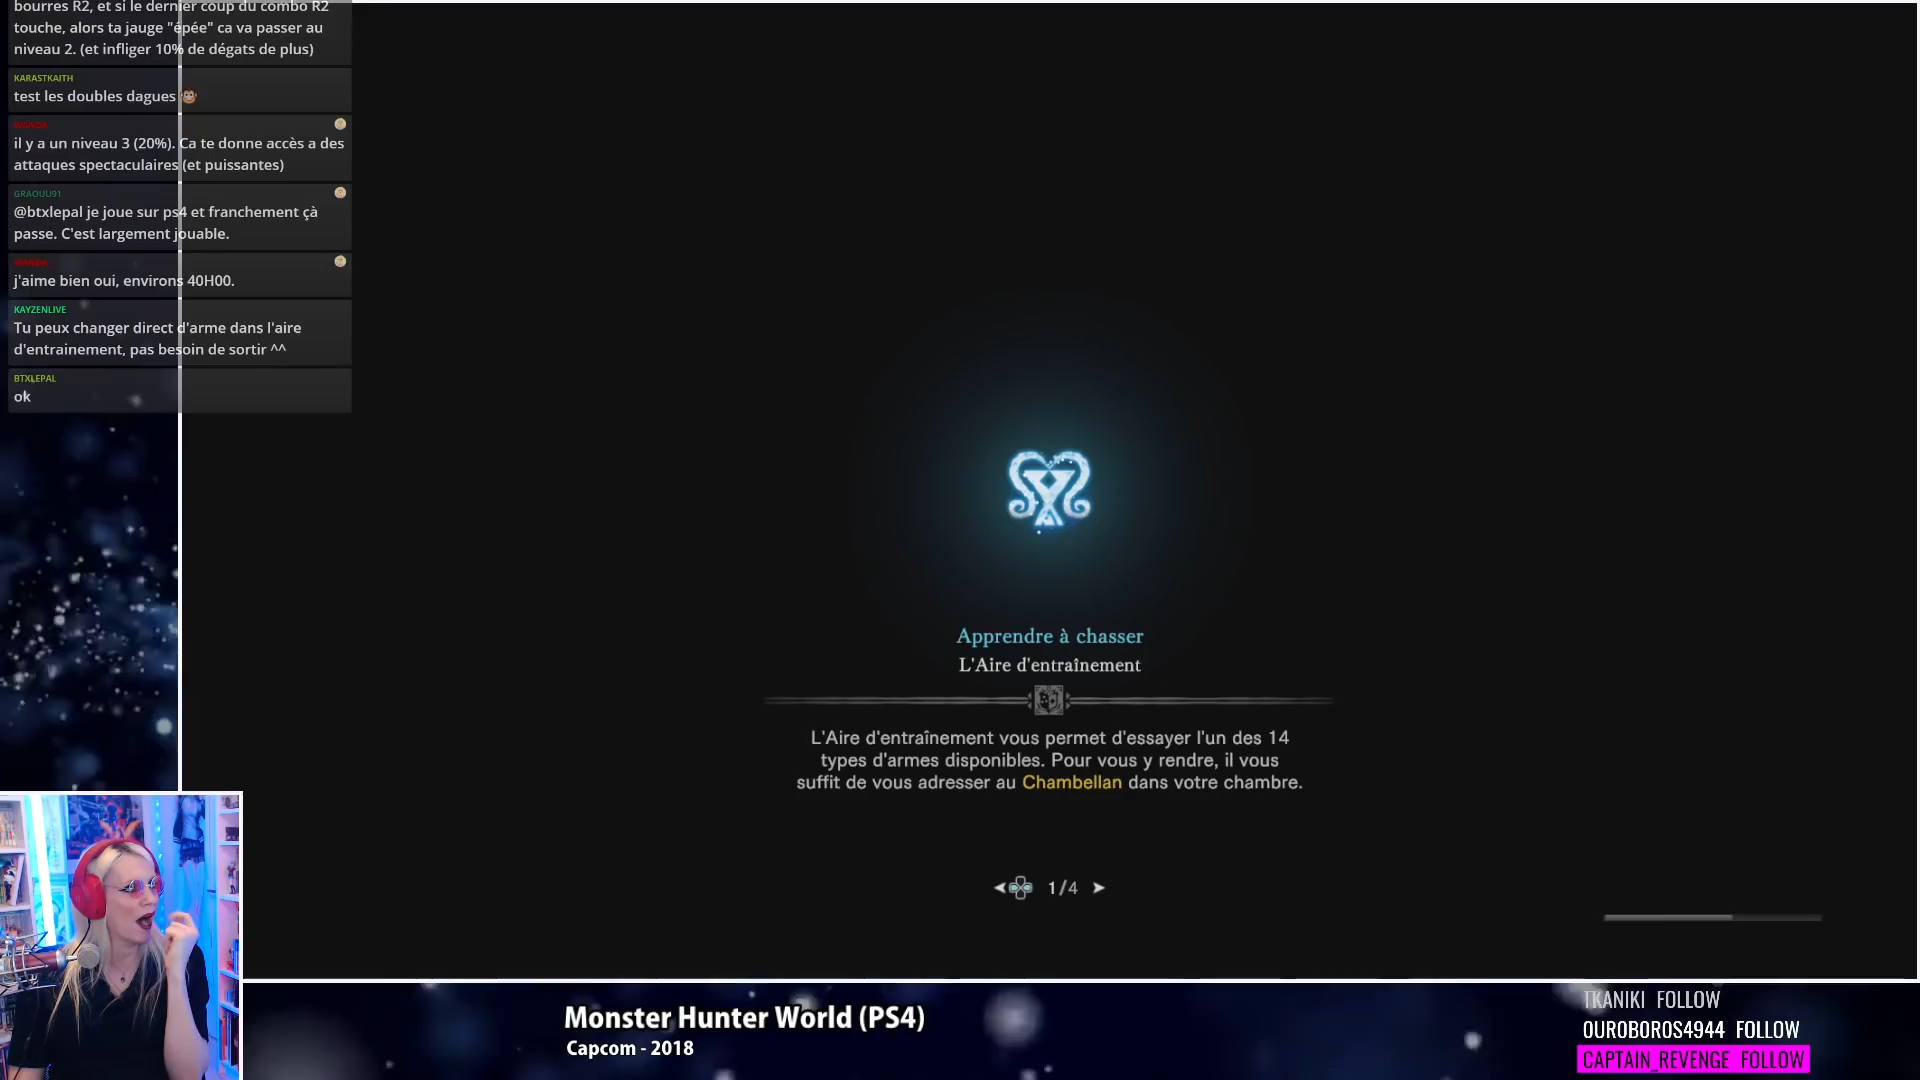 bourres R2, et si le dernier coup du combo R2
touche, alors ta jauge "épée" ca va passer au
niveau 2. (et infliger 10% de dégats de plus)
KARASTKAITH
test les doubles dagues
WANDA
il y a un niveau 3 (20%). Ca te donne accès a des
attaques spectaculaires (et puissantes)
GRAOUU91
@btxlepal je joue sur ps4 et franchement çà
passe. C'est largement jouable.
WANDA
j'aime bien oui, environs 40H00.
KAYZENLIVE
Tu peux changer direct d'arme dans l'aire
d'entrainement, pas besoin de sortir ^^
BTXLEPAL
ok
Apprendre à chasser
L'Aire d'entraînement
L'Aire d'entraînement vous permet d'essayer l'un des 14
types d'armes disponibles. Pour vous y rendre, il vous
suffit de vous adresser au Chambellan dans votre chambre.
1/4
Monster Hunter World (PS4)
Capcom - 2018
TKANIKI FOLLOW
OUROBOROS4944 FOLLOW
CAPTAIN_REVENGE FOLLOW